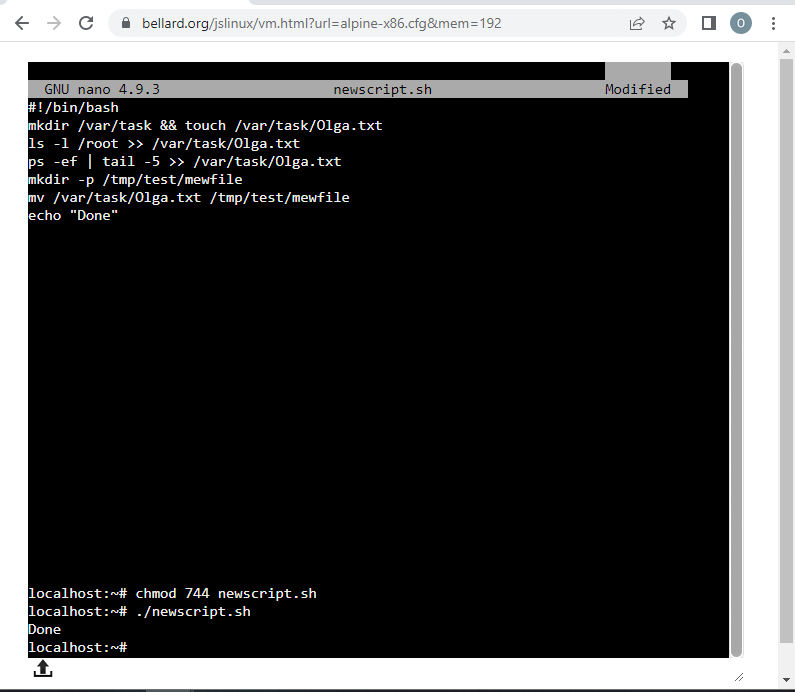 bellard.org/jslinux/vm.html?url=alpine-x86.cfg&mem=192
O
GNU nano 4.9.3 newscript.sh Modified
#!/bin/bash
mkdir /var/task && touch /var/task/Olga.txt
ls -l /root >> /var/task/Olga.txt
ps -ef | tail -5 >> /var/task/Olga.txt
mkdir -p /tmp/test/mewfile
mv /var/task/Olga.txt /tmp/test/mewfile
echo "Done"
localhost:~# chmod 744 newscript.sh
localhost:~# ./newscript.sh
Done
localhost:~#